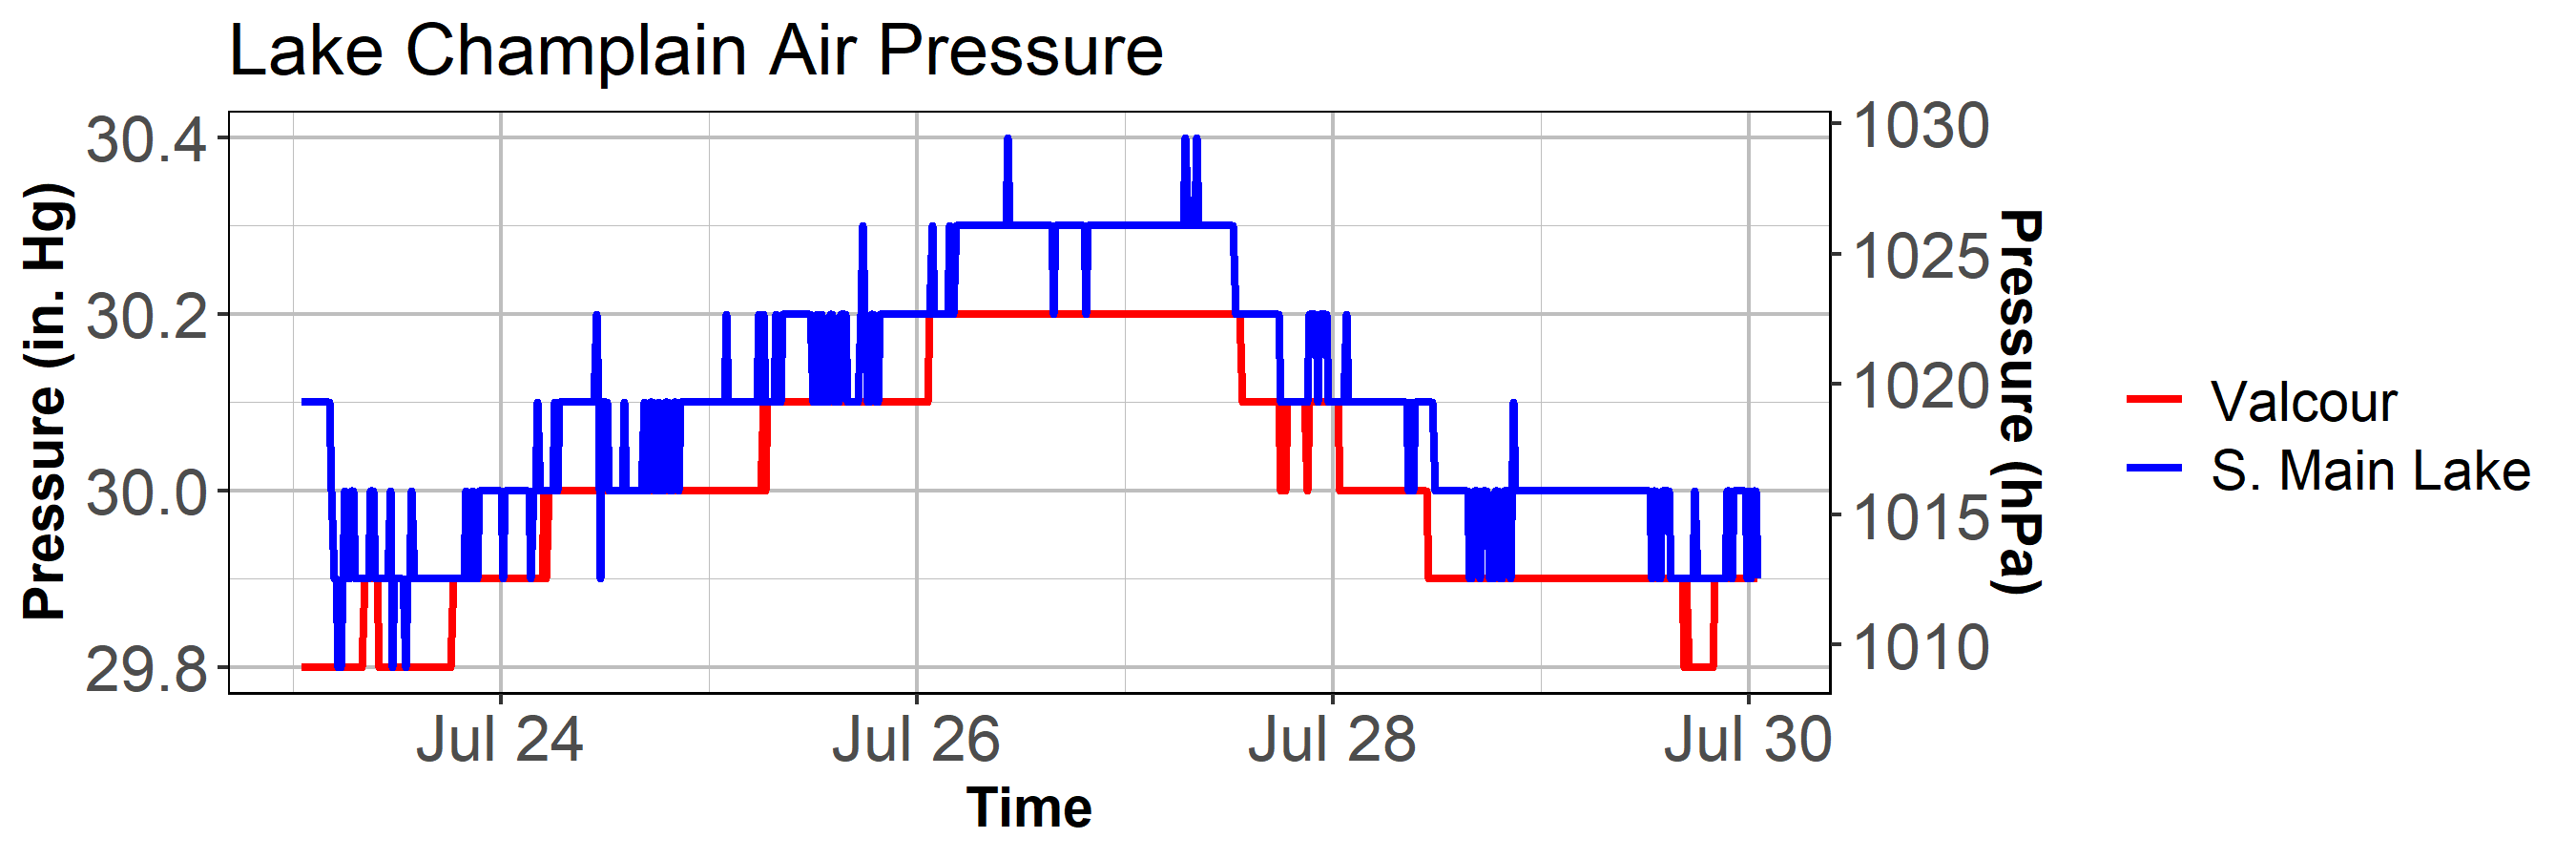 Lake Champlain Air Pressure
Pressure (in. Hg)
30.4
30.2
30.0
29.8
1030
1025
1020
1015
1010
Pressure (hPa)
Jul 24
Jul 26
Jul 28
Jul 30
Time
Valcour
S. Main Lake